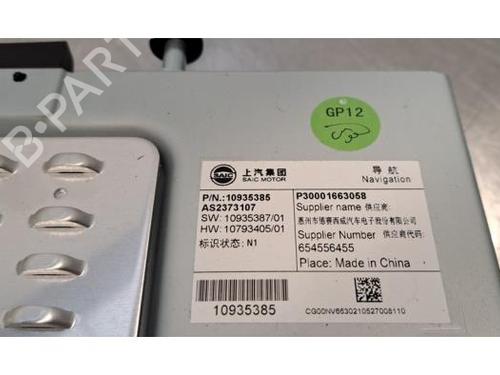 GP12
SAIC
上汽集团
SAIC MOTOR
导航
Navigation
P/N.:10935385
AS2373107
SW: 10935387/01
HW: 10793405/01
标识状态: N1
10935385
P30001663058
Supplier name 供应商:
惠州市德赛西威汽车电子股份有限公司
Supplier Number 供应商代码:
654556455
Place: Made in China
CG00NV6630210527008110
B-PARTS